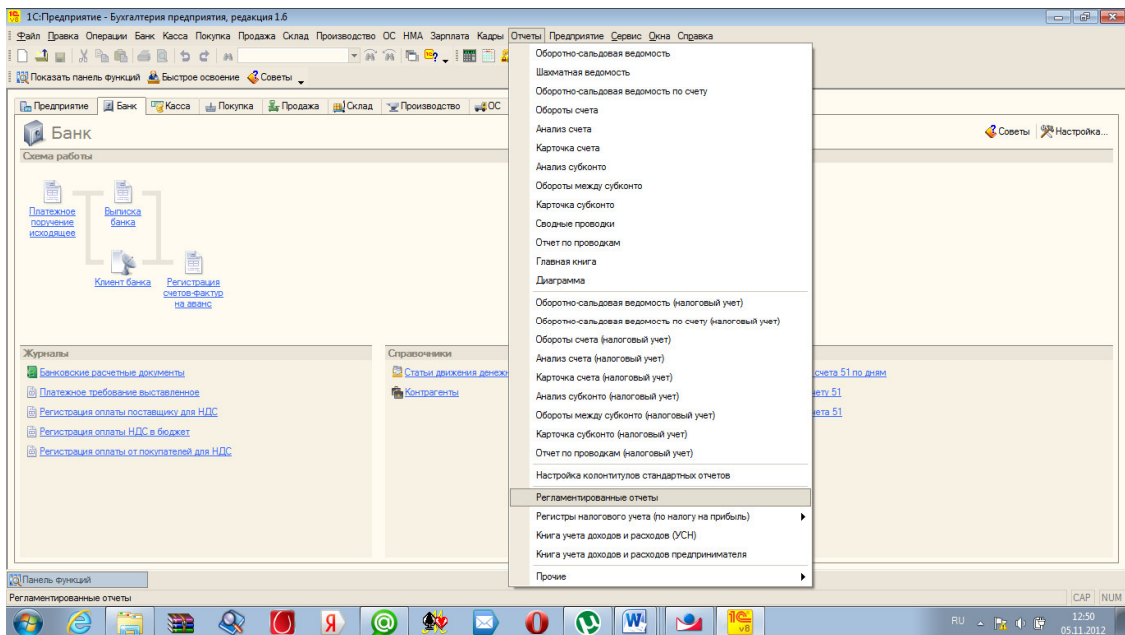 1С:Предприятие - Бухгалтерия предприятия, редакция 1.6
Файл Правка Операции Банк Касса Покупка Продажа Склад Производство ОС НМА Зарплата Кадры Отчеты Предприятие Сервис Окна Справка
Показать панель функций Быстрое освоение Советы
Предприятие Банк Касса Покупка Продажа Склад Производство ОС
Банк
Советы Настройка...
Схема работы
Платежное поручение исходящее
Выписка банка
Клиент банка
Регистрация счетов-фактур на аванс
Журналы
Банковские расчетные документы
Платежное требование выставленное
Регистрация оплаты поставщику для НДС
Регистрация оплаты НДС в бюджет
Регистрация оплаты от покупателей для НДС
Справочники
Статьи движения денежн
Контрагенты
Оборотно-сальдовая ведомость
Шахматная ведомость
Оборотно-сальдовая ведомость по счету
Обороты счета
Анализ счета
Карточка счета
Анализ субконто
Обороты между субконто
Карточка субконто
Сводные проводки
Отчет по проводкам
Главная книга
Диаграмма
Оборотно-сальдовая ведомость (налоговый учет)
Оборотно-сальдовая ведомость по счету (налоговый учет)
Обороты счета (налоговый учет)
Анализ счета (налоговый учет)
Карточка счета (налоговый учет)
Анализ субконто (налоговый учет)
Обороты между субконто (налоговый учет)
Карточка субконто (налоговый учет)
Отчет по проводкам (налоговый учет)
Настройка колонтитулов стандартных отчетов
Регламентированные отчеты
Регистры налогового учета (по налогу на прибыль)
Книга учета доходов и расходов (УСН)
Книга учета доходов и расходов предпринимателя
Прочие
счета 51 по дням
51
51
Панель функций
Регламентированные отчеты
CAP NUM
RU
12:50
05.11.2012